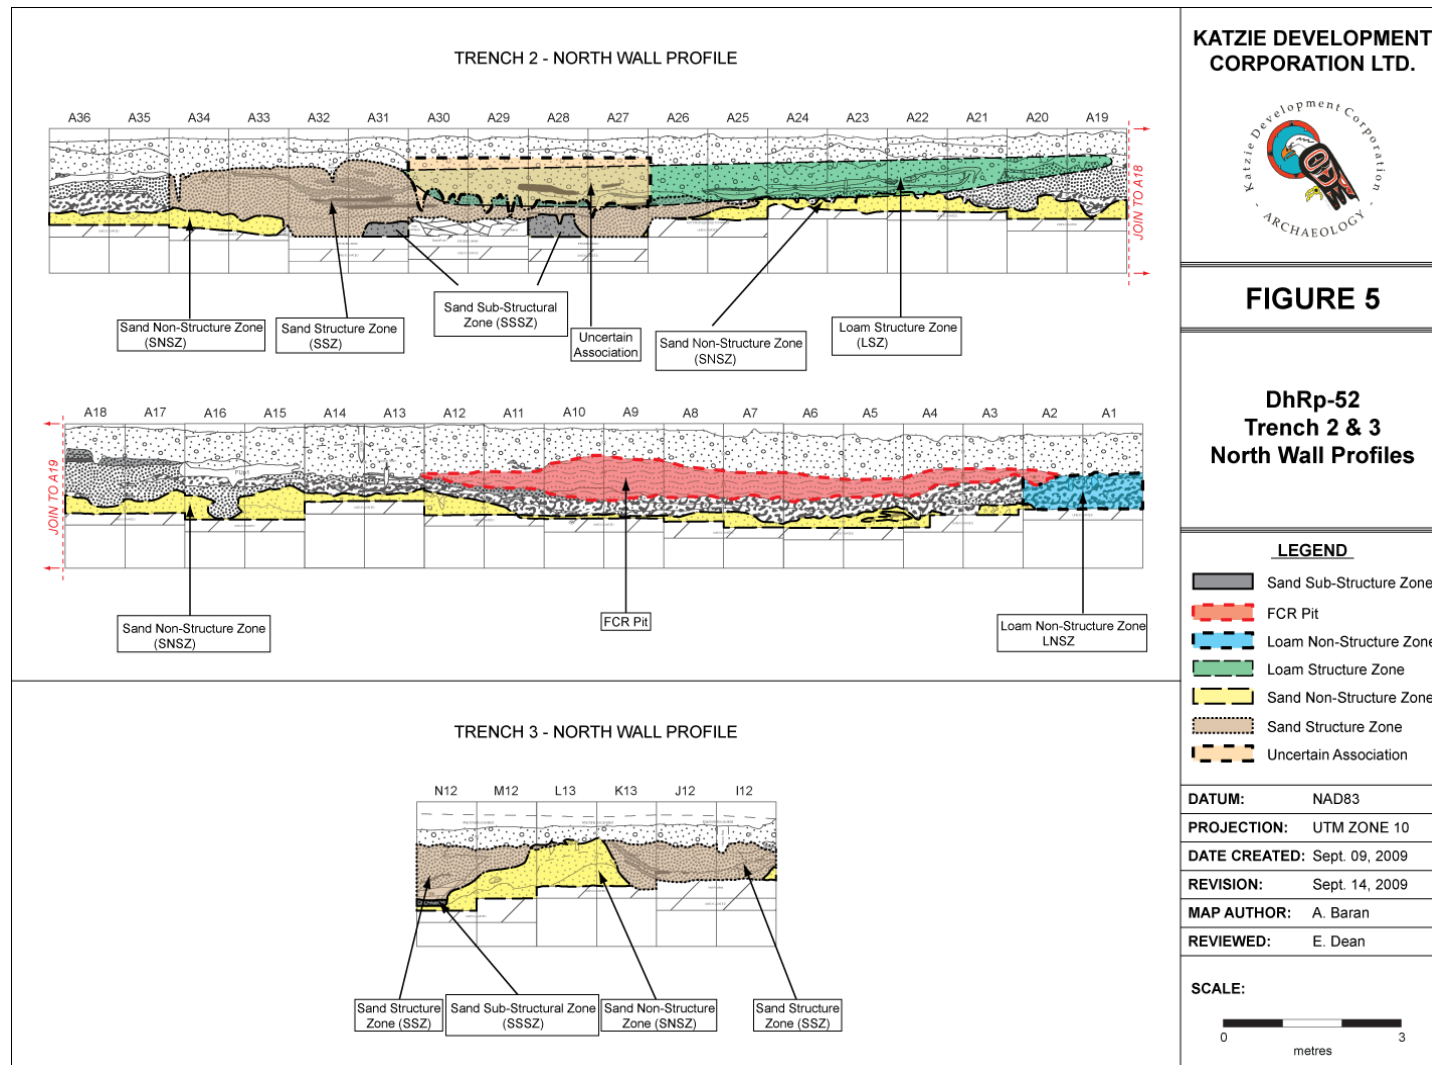 TRENCH 2 - NORTH WALL PROFILE
A36 A35 A34 A33 A32 A31 A30 A29 A28 A27 A26 A25 A24 A23 A22 A21 A20 A19
JOIN TO A18
Sand Non-Structure Zone
(SNSZ)
Sand Structure Zone
(SSZ)
Sand Sub-Structural
Zone (SSSZ)
Uncertain
Association
Sand Non-Structure Zone
(SNSZ)
Loam Structure Zone
(LSZ)
A18 A17 A16 A15 A14 A13 A12 A11 A10 A9 A8 A7 A6 A5 A4 A3 A2 A1
JOIN TO A19
Sand Non-Structure Zone
(SNSZ)
FCR Pit
Loam Non-Structure Zone
LNSZ
TRENCH 3 - NORTH WALL PROFILE
N12 M12 L13 K13 J12 I12
Sand Structure
Zone (SSZ)
Sand Sub-Structural Zone
(SSSZ)
Sand Non-Structure
Zone (SNSZ)
Sand Structure
Zone (SSZ)
KATZIE DEVELOPMENT
CORPORATION LTD.
Katzie Development Corporation
- ARCHAEOLOGY -
FIGURE 5
DhRp-52
Trench 2 & 3
North Wall Profiles
LEGEND
Sand Sub-Structure Zone
FCR Pit
Loam Non-Structure Zone
Loam Structure Zone
Sand Non-Structure Zone
Sand Structure Zone
Uncertain Association
DATUM: NAD83
PROJECTION: UTM ZONE 10
DATE CREATED: Sept. 09, 2009
REVISION: Sept. 14, 2009
MAP AUTHOR: A. Baran
REVIEWED: E. Dean
SCALE:
0 3
metres